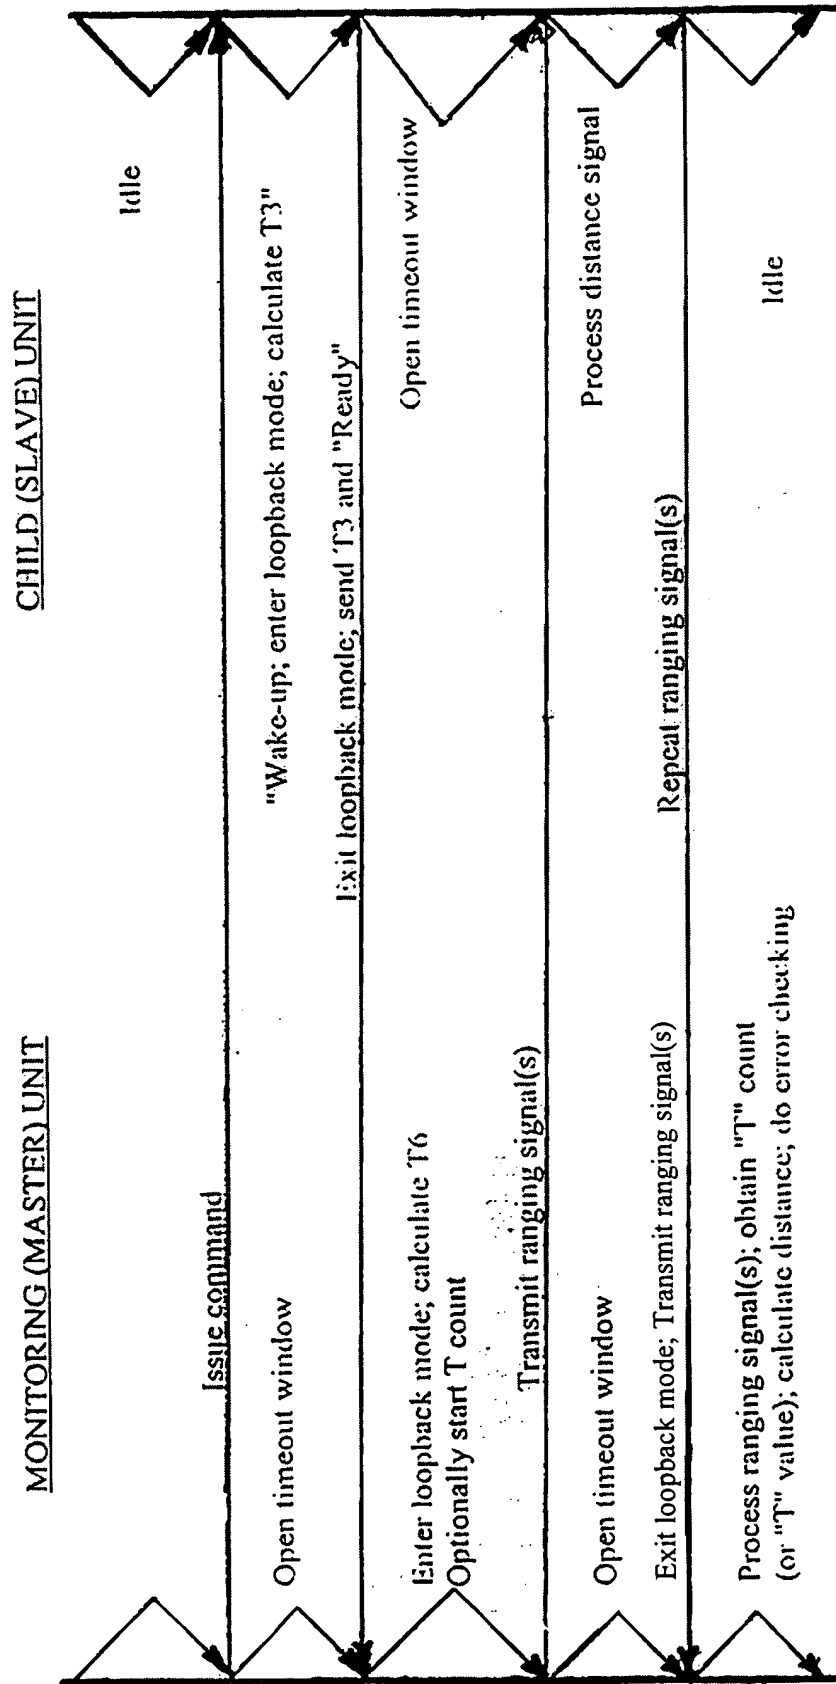 MONITORING (MASTER) UNIT
CHILD (SLAVE) UNIT
Idle
Issue command
Open timeout window
"Wake-up; enter loopback mode; calculate T3"
Exit loopback mode; send T3 and "Ready"
Enter loopback mode; calculate T6
Optionally start T count
Open timeout window
Transmit ranging signal(s)
Open timeout window
Process distance signal
Exit loopback mode; Transmit ranging signal(s)
Repeat ranging signal(s)
Process ranging signal(s); obtain "T" count
(or "T" value); calculate distance; do error checking
Idle